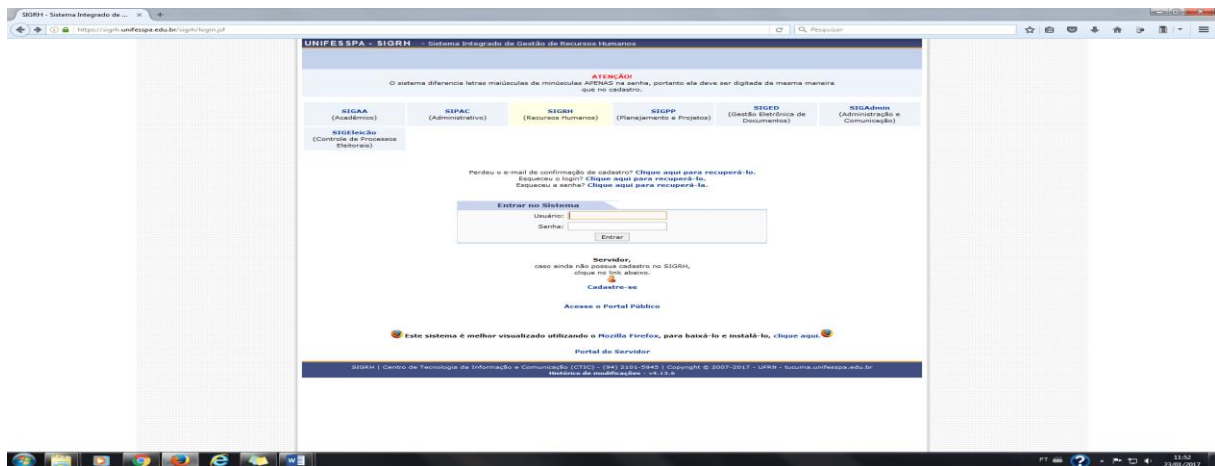 SIGRH - Sistema Integrado de ...
https://sigrh.unifesspa.edu.br/sigrh/login.jsf
Pesquisar
UNIFESSPA - SIGRH - Sistema Integrado de Gestão de Recursos Humanos
ATENÇÃO!
O sistema diferencia letras maiúsculas de minúsculas APENAS na senha, portanto ela deve ser digitada da mesma maneira
que no cadastro.
SIGAA
(Acadêmico)
SIPAC
(Administrativo)
SIGRH
(Recursos Humanos)
SIGPP
(Planejamento e Projetos)
SIGED
(Gestão Eletrônica de
Documentos)
SIGAdmin
(Administração e
Comunicação)
SIGEleição
(Controle de Processos
Eleitorais)
Perdeu o e-mail de confirmação de cadastro? Clique aqui para recuperá-lo.
Esqueceu o login? Clique aqui para recuperá-lo.
Esqueceu a senha? Clique aqui para recuperá-la.
Entrar no Sistema
Usuário:
Senha:
Entrar
Servidor,
caso ainda não possua cadastro no SIGRH,
clique no link abaixo.
Cadastre-se
Acesse o Portal Público
Este sistema é melhor visualizado utilizando o Mozilla Firefox, para baixá-lo e instalá-lo, clique aqui.
Portal do Servidor
SIGRH | Centro de Tecnologia da Informação e Comunicação (CTIC) - (94) 2101-5945 | Copyright © 2007-2017 - UFRN - tucuma.unifesspa.edu.br
Histórico de modificações - v4.13.6
PT
11:52
23/01/2017